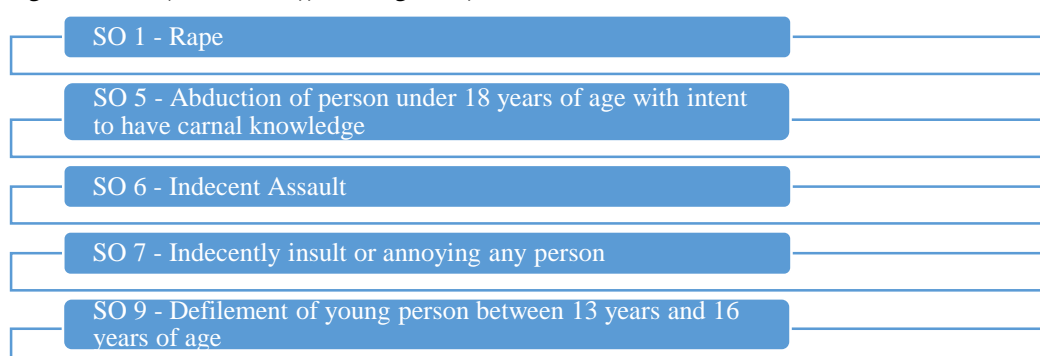 SO 1 - Rape
SO 5 - Abduction of person under 18 years of age with intent
to have carnal knowledge
SO 6 - Indecent Assault
SO 7 - Indecently insult or annoying any person
SO 9 - Defilement of young person between 13 years and 16
years of age